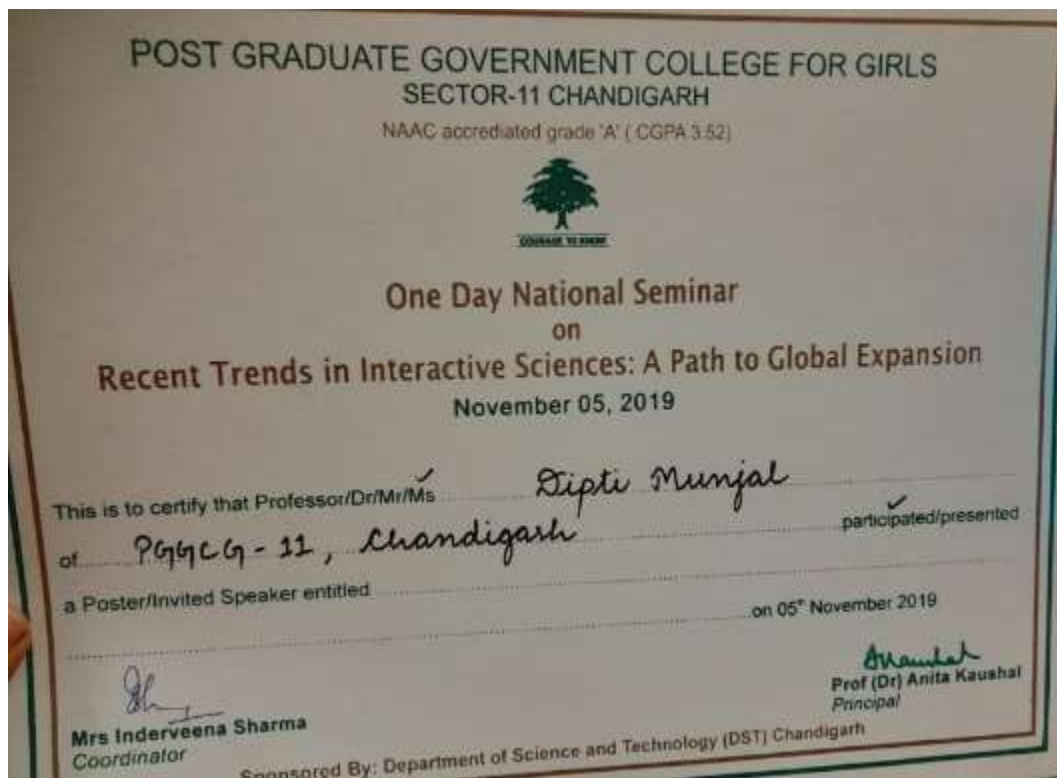 POST GRADUATE GOVERNMENT COLLEGE FOR GIRLS
SECTOR-11 CHANDIGARH
NAAC accrediated grade 'A' ( CGPA 3.52)
COURAGE TO KNOW
One Day National Seminar
on
Recent Trends in Interactive Sciences: A Path to Global Expansion
November 05, 2019
This is to certify that Professor/Dr/Mr/Ms Dipti Munjal
of PGGCG-11, Chandigarh participated/presented
a Poster/Invited Speaker entitled
on 05th November 2019
Mrs Inderveena Sharma
Coordinator
Prof (Dr) Anita Kaushal
Principal
Sponsored By: Department of Science and Technology (DST) Chandigarh